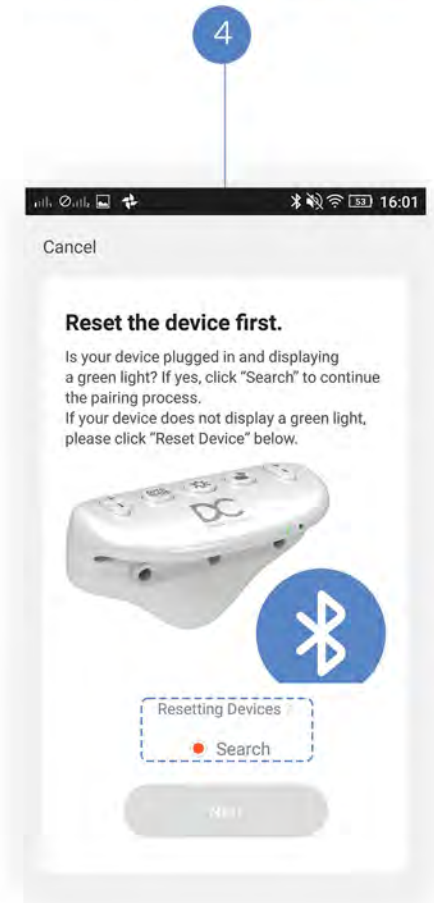 4
53 16:01
Cancel
Reset the device first.
Is your device plugged in and displaying
a green light? If yes, click “Search” to continue
the pairing process.
If your device does not display a green light,
please click “Reset Device” below.
DC
Resetting Devices
Search
Next